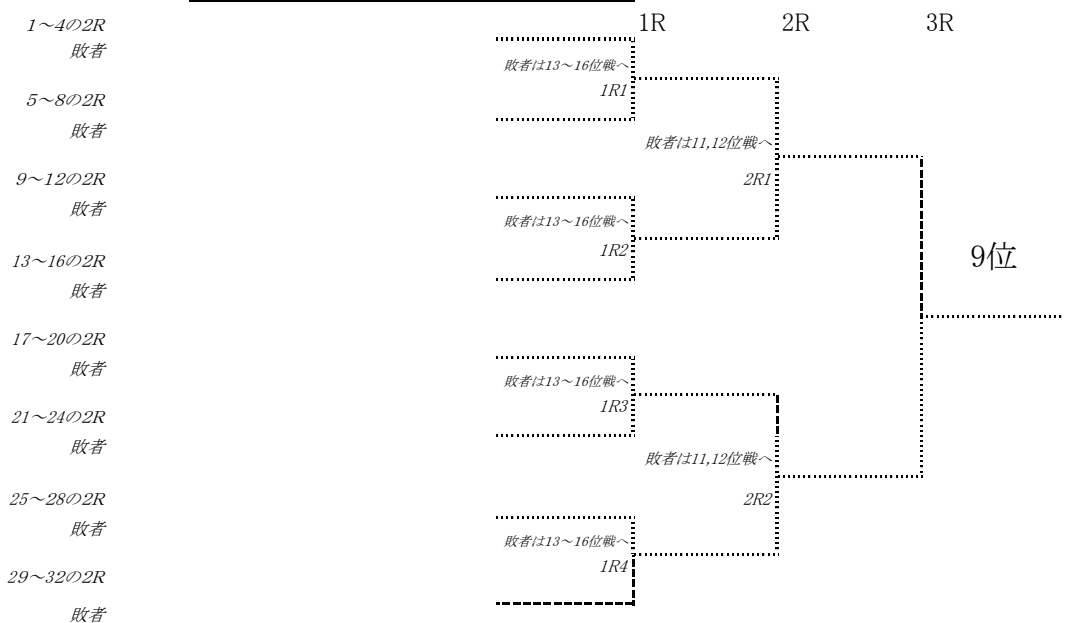 1R 2R 3R
1～4の2R
敗者
敗者は13～16位戦へ
1R1
5～8の2R
敗者
敗者は11,12位戦へ
2R1
9～12の2R
敗者
敗者は13～16位戦へ
1R2
13～16の2R
敗者
9位
17～20の2R
敗者
敗者は13～16位戦へ
1R3
21～24の2R
敗者
敗者は11,12位戦へ
2R2
25～28の2R
敗者
敗者は13～16位戦へ
1R4
29～32の2R
敗者